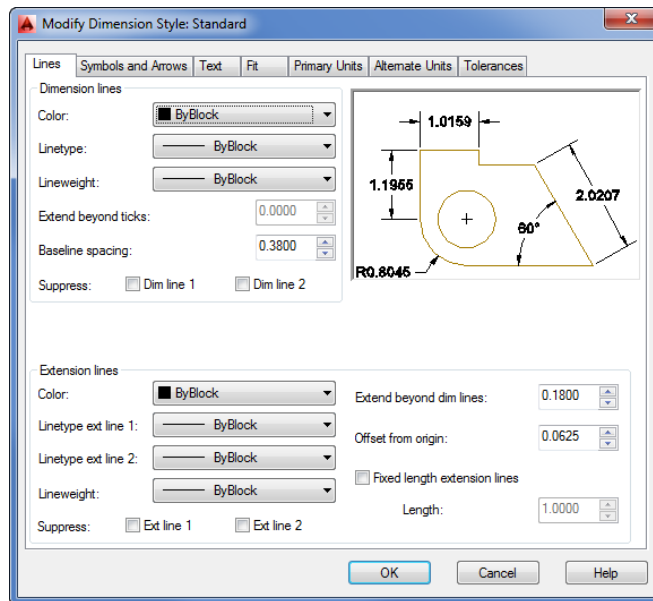 Modify Dimension Style: Standard
Lines Symbols and Arrows Text Fit Primary Units Alternate Units Tolerances
Dimension lines
Color: ByBlock
Linetype: ByBlock
Lineweight: ByBlock
Extend beyond ticks: 0.0000
Baseline spacing: 0.3800
Suppress: Dim line 1 Dim line 2
1.0159
1.1955
2.0207
60°
R0.8045
Extension lines
Color: ByBlock
Linetype ext line 1: ByBlock
Linetype ext line 2: ByBlock
Lineweight: ByBlock
Suppress: Ext line 1 Ext line 2
Extend beyond dim lines: 0.1800
Offset from origin: 0.0625
Fixed length extension lines
Length: 1.0000
OK Cancel Help